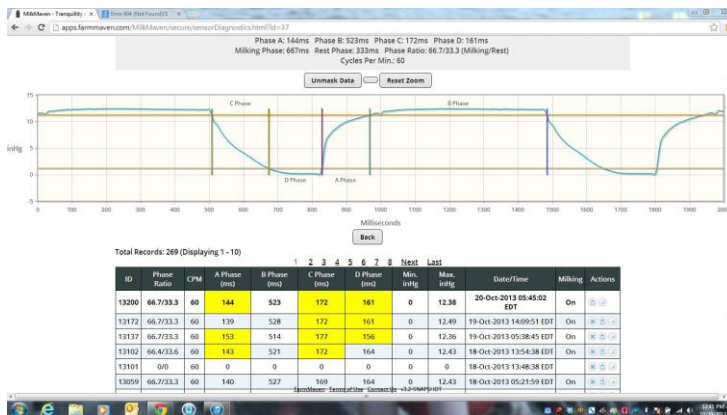 MilkMaven - Tranquility
Error 404 (Not Found)!!1
apps.farmmaven.com/MilkMaven/secure/sensorDiagnostics.html?id=37
Phase A: 144ms Phase B: 523ms Phase C: 172ms Phase D: 161ms
Milking Phase: 667ms Rest Phase: 333ms Phase Ratio: 66.7/33.3 (Milking/Rest)
Cycles Per Min.: 60
Unmask Data Reset Zoom
15
C Phase B Phase
10
inHg 5
0
D Phase A Phase
-5
0 100 200 300 400 500 600 700 800 900 1000 1100 1200 1300 1400 1500 1600 1700 1800 1900 200
Milliseconds
Back
Total Records: 269 (Displaying 1 - 10)
1 2 3 4 5 6 7 8 Next Last
ID Phase Ratio CPM A Phase (ms) B Phase (ms) C Phase (ms) D Phase (ms) Min. inHg Max. inHg Date/Time Milking Actions
13200 66.7/33.3 60 144 523 172 161 0 12.38 20-Oct-2013 05:45:02 EDT On
13172 66.7/33.3 60 139 528 172 161 0 12.49 19-Oct-2013 14:09:51 EDT On
13137 66.7/33.3 60 153 514 177 156 0 12.36 19-Oct-2013 05:38:45 EDT On
13102 66.4/33.6 60 143 521 172 164 0 12.43 18-Oct-2013 13:54:38 EDT On
13101 0/0 60 0 0 0 0 0 0 18-Oct-2013 13:48:38 EDT On
13059 66.7/33.3 60 140 527 169 164 0 12.43 18-Oct-2013 05:21:59 EDT On
FarmMaven Terms of Use Contact Us v3.2-SNAPSHOT
12:41 PM